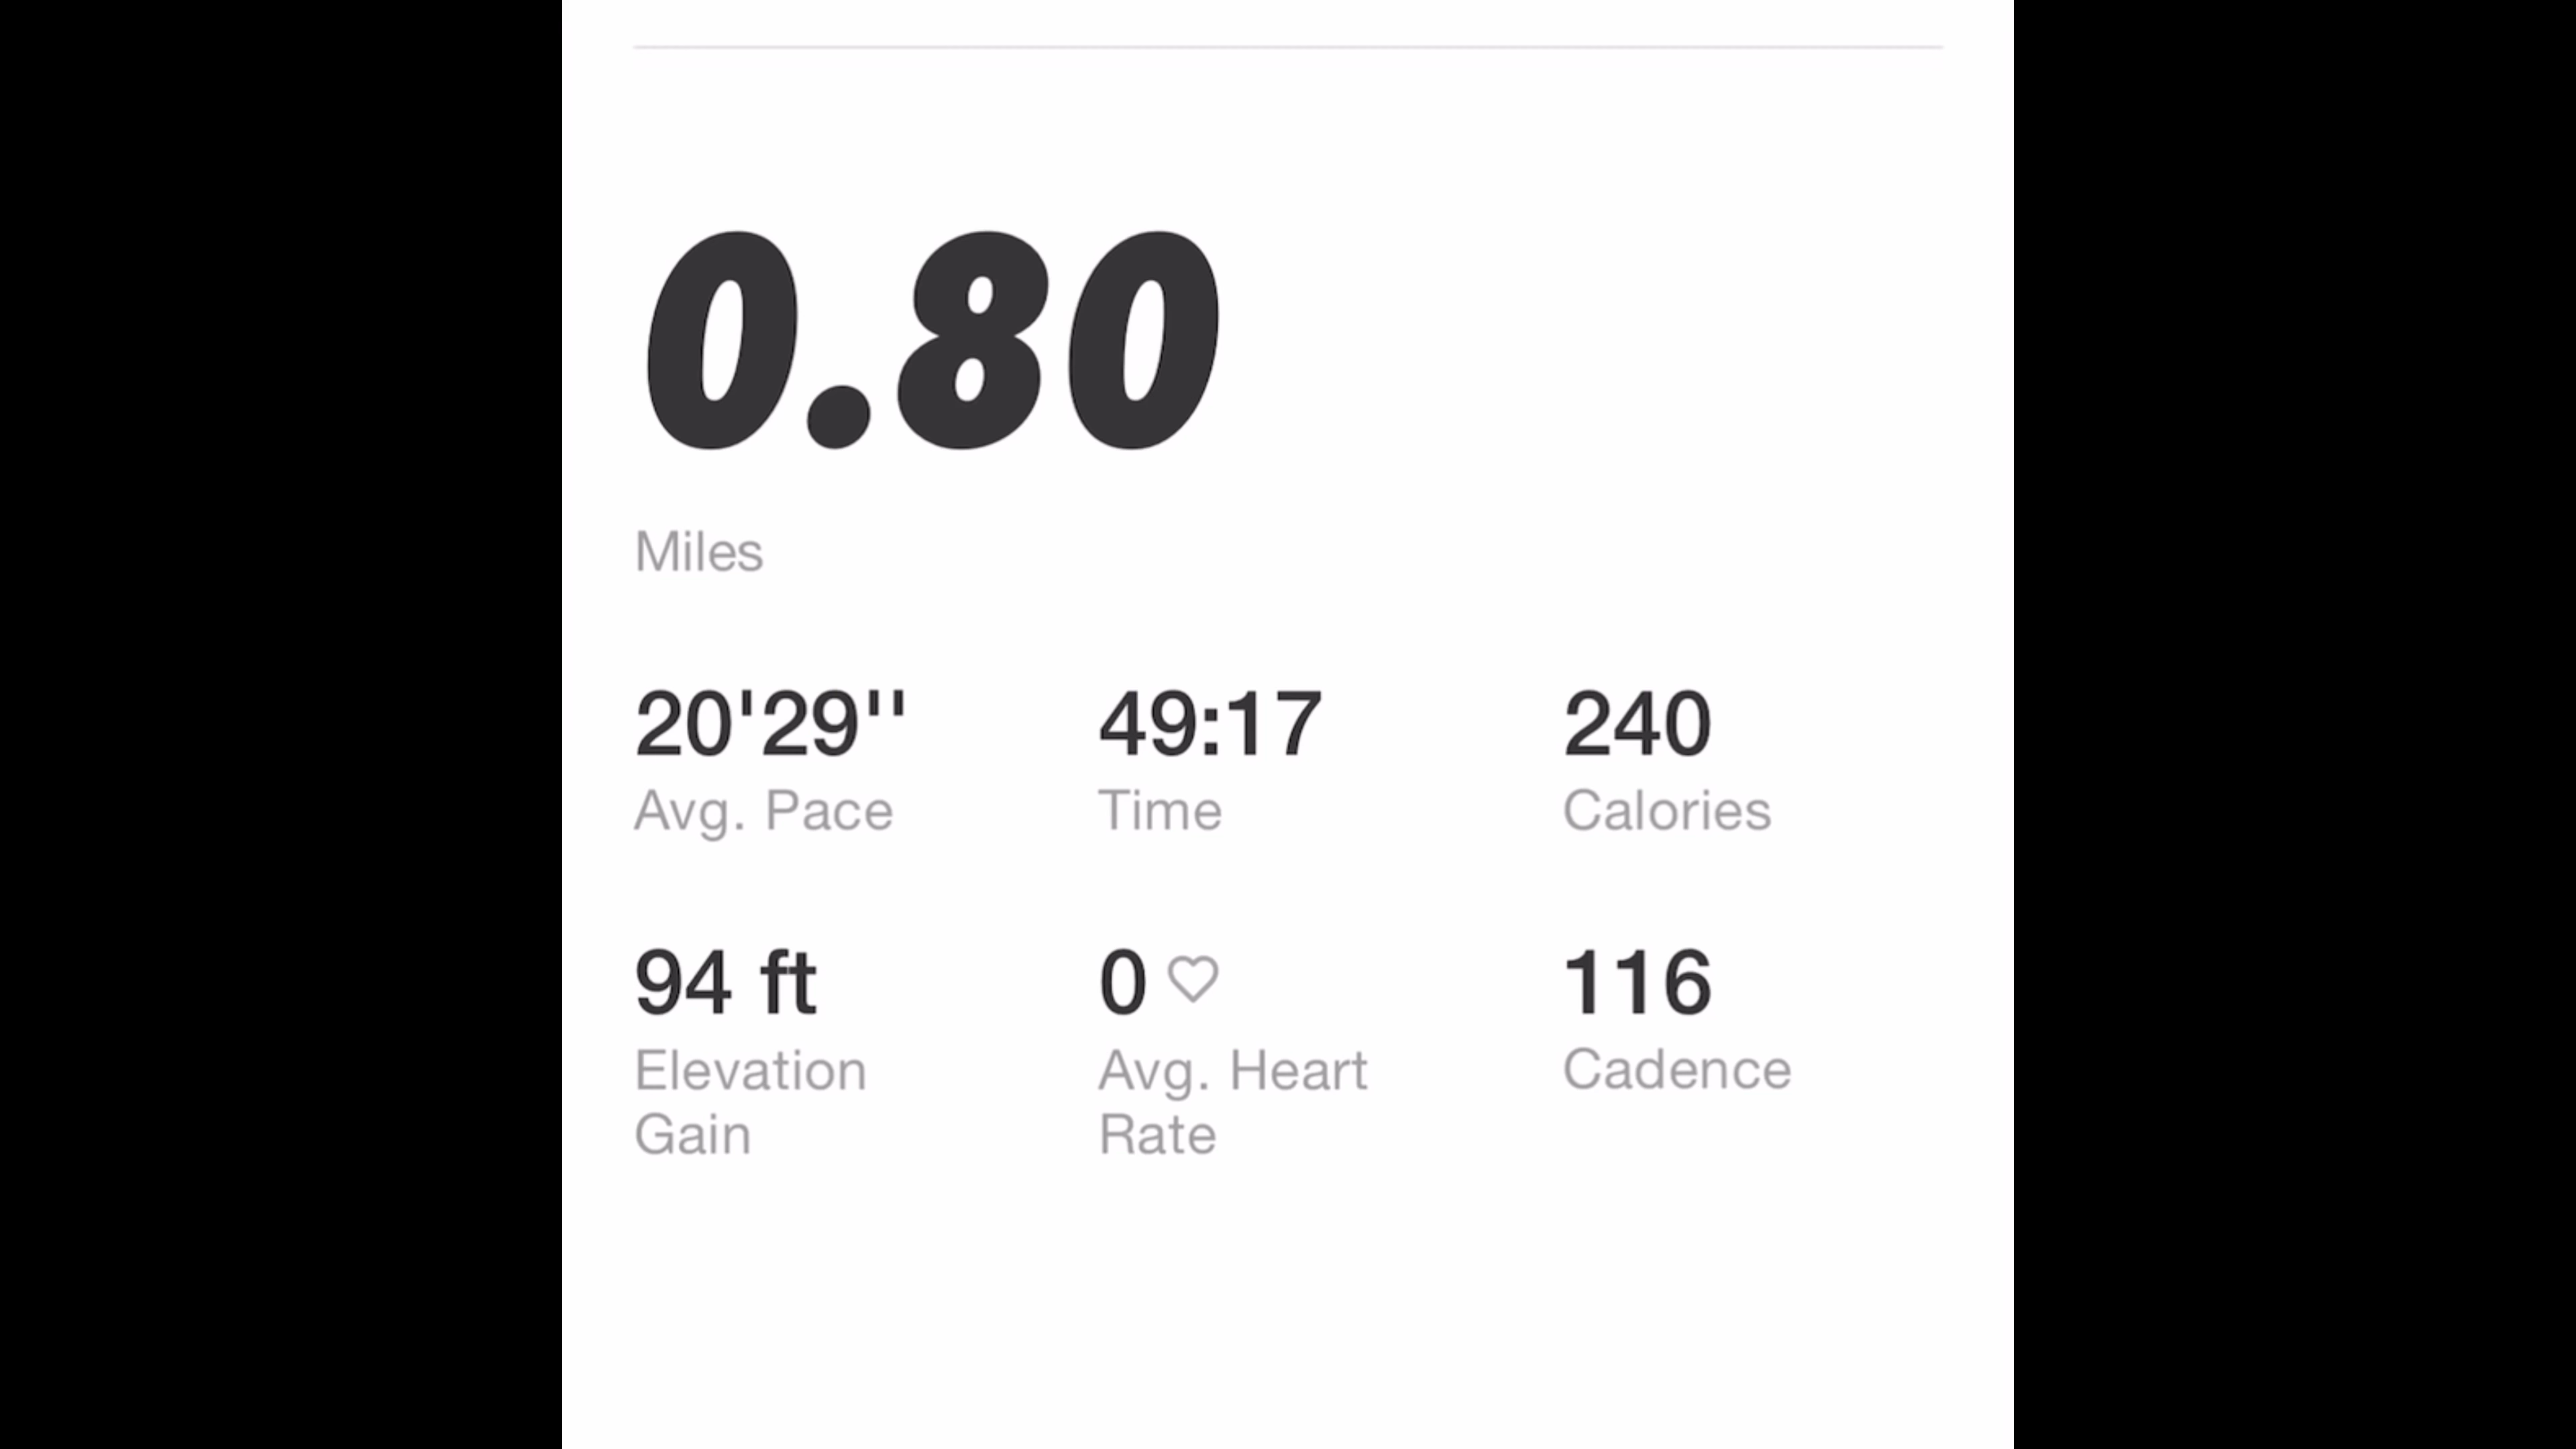 0.80
Miles
20'29''
49:17
240
Avg. Pace
Time
Calories
94 ft
0
116
Elevation
Gain
Avg. Heart
Rate
Cadence